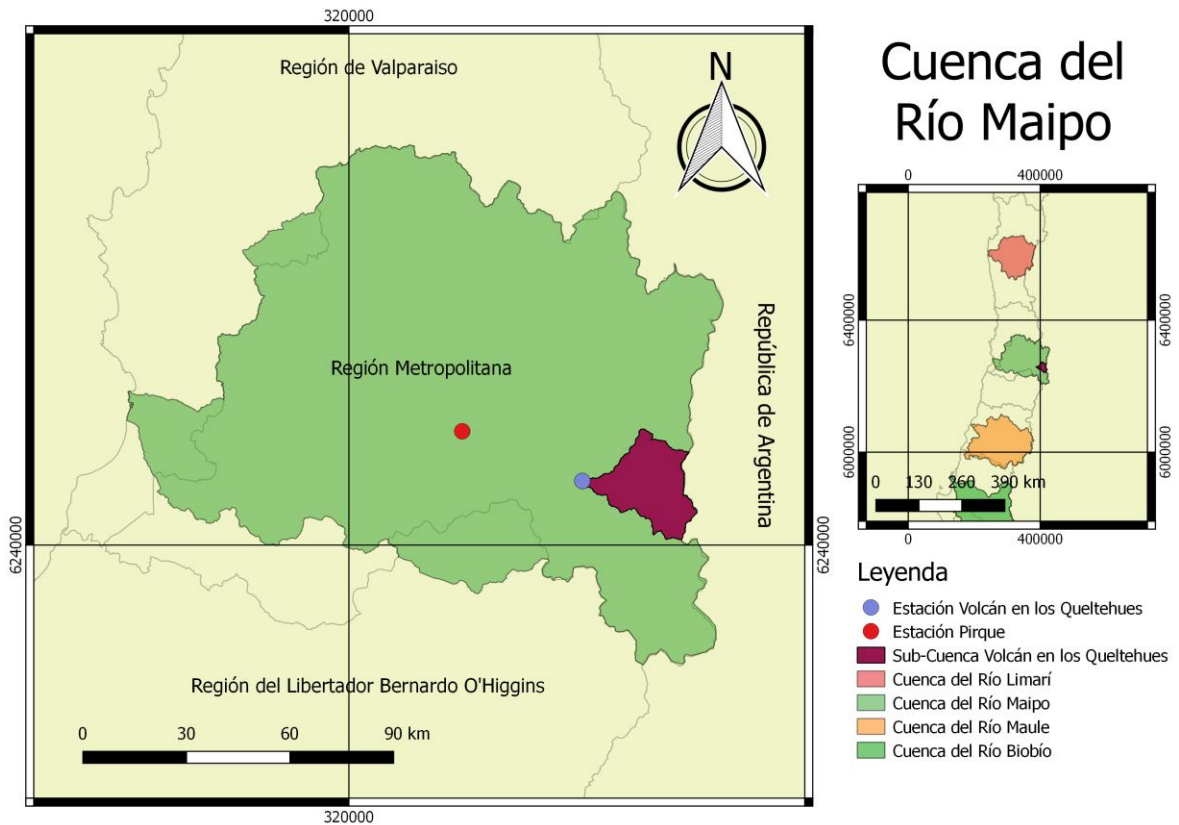 320000
Región de Valparaiso
N
Región Metropolitana
República de Argentina
6240000
6240000
Región del Libertador Bernardo O'Higgins
0 30 60 90 km
320000
Cuenca del
Río Maipo
0 400000
6400000
6400000
6000000
6000000
0 130 260 390 km
0 400000
Leyenda
Estación Volcán en los Queltehues
Estación Pirque
Sub-Cuenca Volcán en los Queltehues
Cuenca del Río Limarí
Cuenca del Río Maipo
Cuenca del Río Maule
Cuenca del Río Biobío